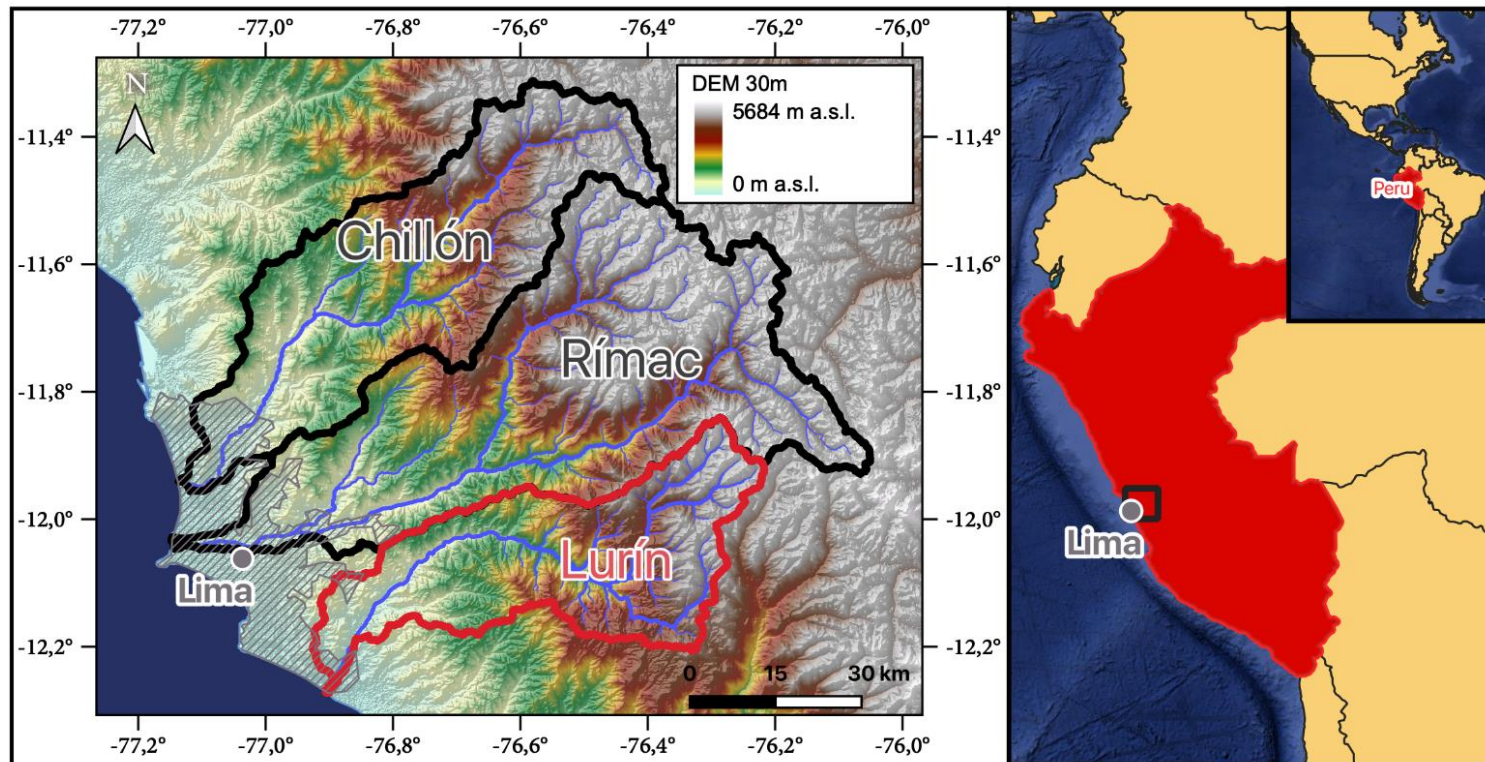 -77,2° -77,0° -76,8° -76,6° -76,4° -76,2° -76,0°
N
DEM 30m
5684 m a.s.l.
0 m a.s.l.
-11,4° -11,4°
Chillón
-11,6° -11,6°
Rímac
-11,8° -11,8°
-12,0° -12,0°
Lurín
Lima
-12,2° -12,2°
0 15 30 km
-77,2° -77,0° -76,8° -76,6° -76,4° -76,2° -76,0°
Peru
Lima